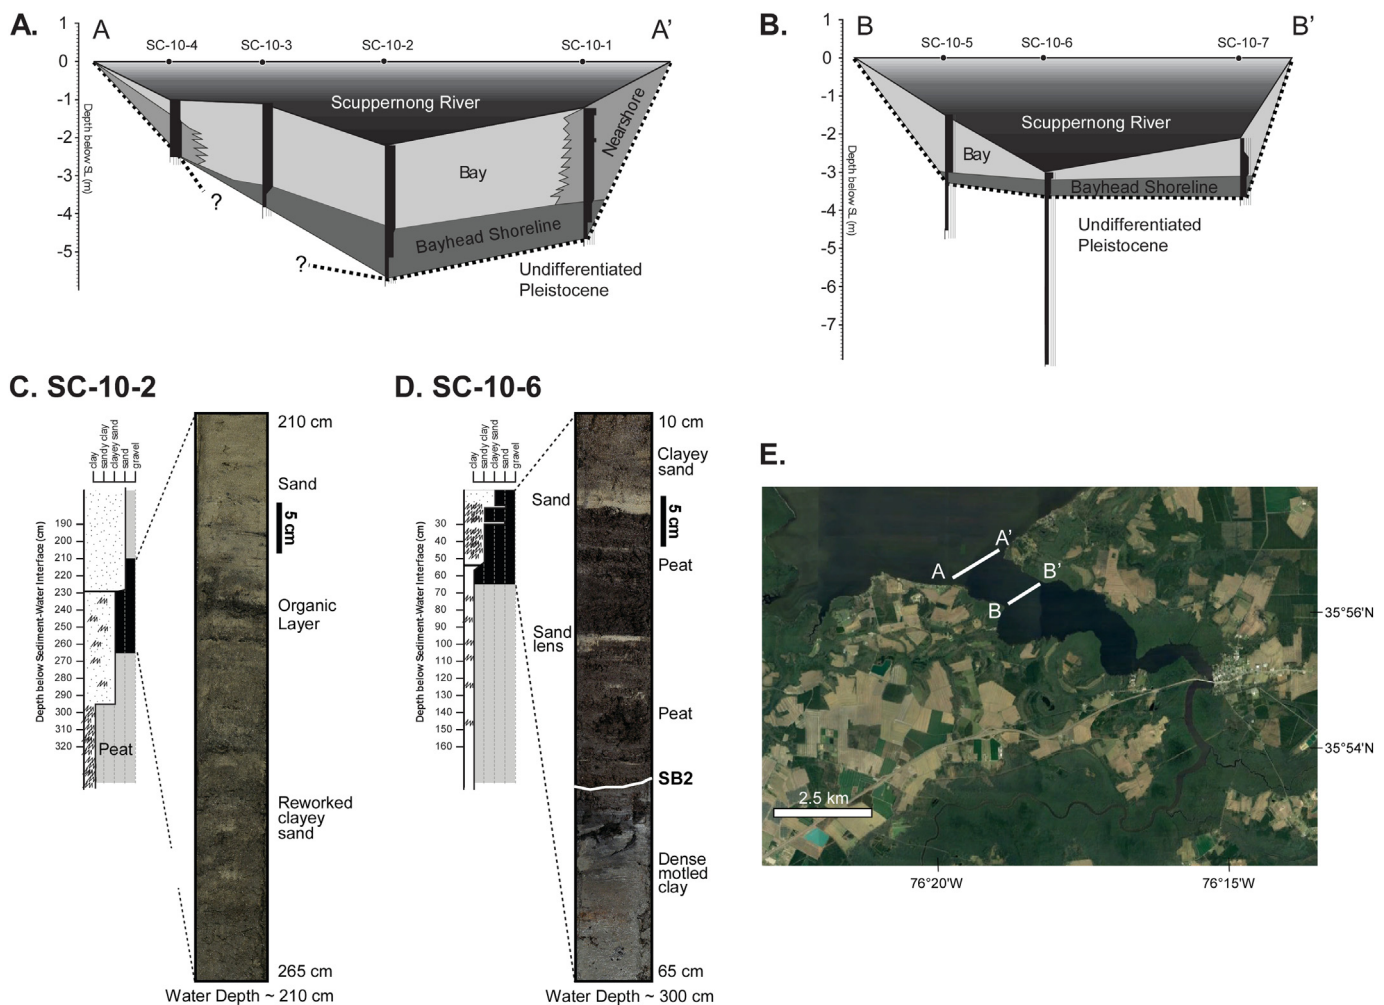 A.
A
A'
SC-10-4
SC-10-3
SC-10-2
SC-10-1
1
0
-1
-2
-3
-4
-5
Depth below SL (m)
Scuppernong River
Nearshore
Bay
Bayhead Shoreline
?
?
Undifferentiated
Pleistocene
B.
B
B'
SC-10-5
SC-10-6
SC-10-7
1
0
-1
-2
-3
-4
-5
-6
-7
Depth below SL (m)
Scuppernong River
Bay
Bayhead Shoreline
Undifferentiated
Pleistocene
C. SC-10-2
clay
sandy clay
clayey sand
sand
gravel
Depth below Sediment-Water Interface (cm)
190
200
210
220
230
240
250
260
270
280
290
300
310
320
Peat
210 cm
Sand
5 cm
Organic
Layer
Reworked
clayey
sand
265 cm
Water Depth ~ 210 cm
D. SC-10-6
clay
sandy clay
clayey sand
sand
gravel
Depth below Sediment-Water Interface (cm)
30
40
50
60
70
80
90
100
110
120
130
140
150
160
10 cm
Clayey
sand
Sand
5 cm
Peat
Sand
lens
Peat
SB2
Dense
motled
clay
65 cm
Water Depth ~ 300 cm
E.
A
A'
B
B'
2.5 km
35°56'N
35°54'N
76°20'W
76°15'W